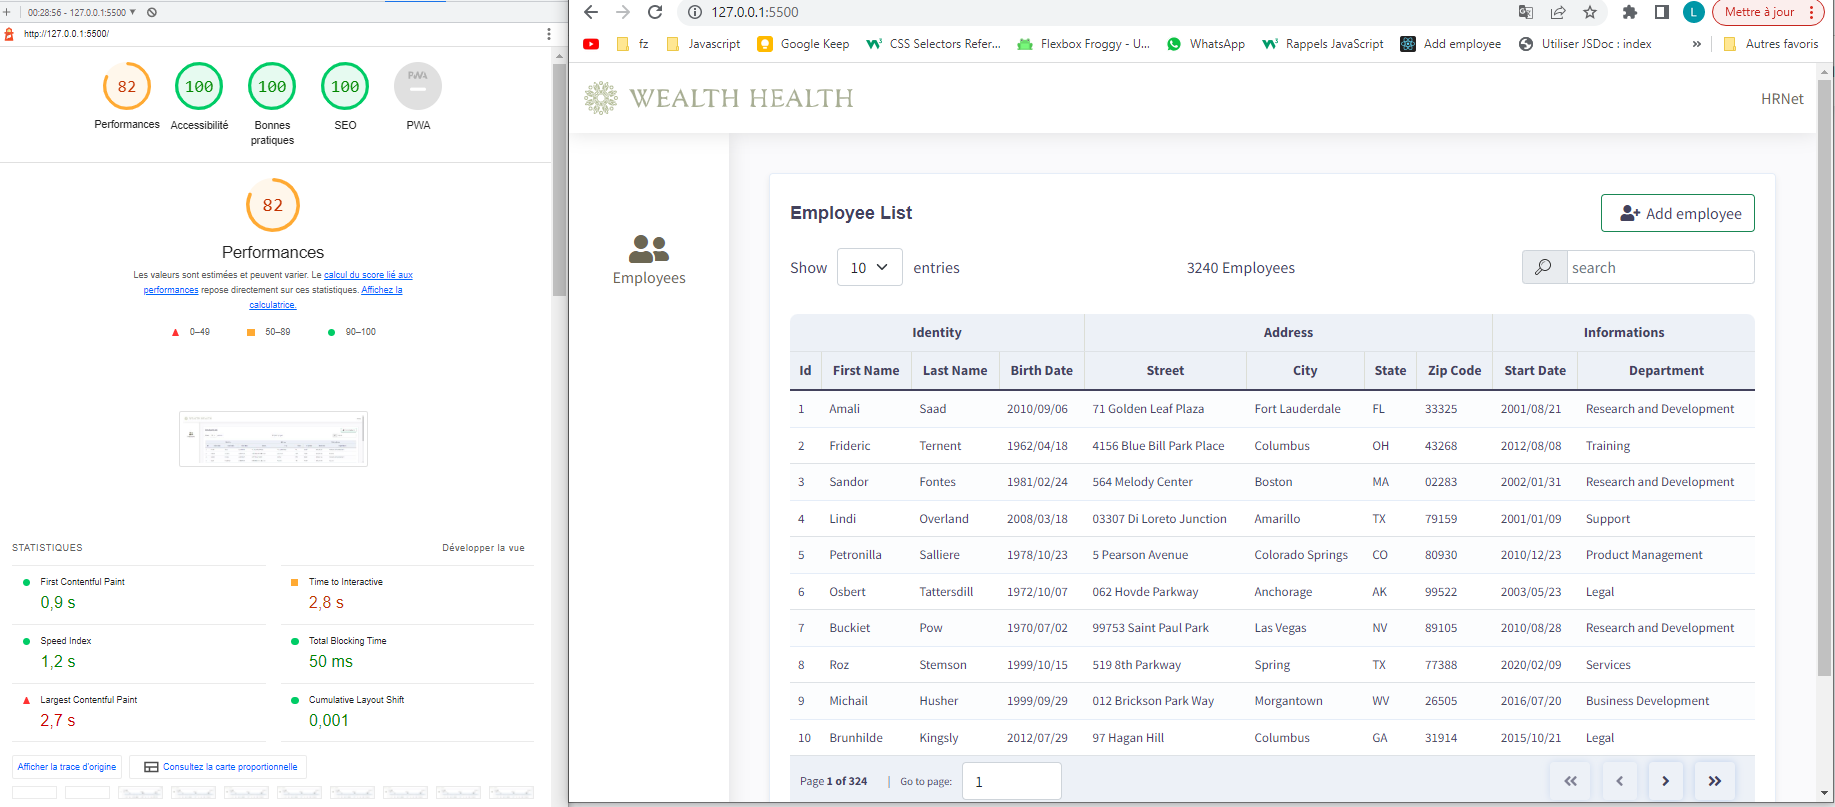 00:28:56 - 127.0.0.1:5500
http://127.0.0.1:5500/
82
100
100
100
PWA
Performances
Accessibilité
Bonnes
pratiques
SEO
PWA
82
Performances
Les valeurs sont estimées et peuvent varier. Le calcul du score lié aux
performances repose directement sur ces statistiques. Affichez la
calculatrice.
0–49
50–89
90–100
STATISTIQUES
Développer la vue
First Contentful Paint
0,9 s
Time to Interactive
2,8 s
Speed Index
1,2 s
Total Blocking Time
50 ms
Largest Contentful Paint
2,7 s
Cumulative Layout Shift
0,001
Afficher la trace d'origine
Consultez la carte proportionnelle
127.0.0.1:5500
L
Mettre à jour
fz
Javascript
Google Keep
CSS Selectors Refer...
Flexbox Froggy - U...
WhatsApp
Rappels JavaScript
Add employee
Utiliser JSDoc : index
»
Autres favoris
WEALTH HEALTH
HRNet
Employees
Employee List
Add employee
Show 10 entries
3240 Employees
search
Identity Address Informations
Id First Name Last Name Birth Date Street City State Zip Code Start Date Department
1 Amali Saad 2010/09/06 71 Golden Leaf Plaza Fort Lauderdale FL 33325 2001/08/21 Research and Development
2 Frideric Ternent 1962/04/18 4156 Blue Bill Park Place Columbus OH 43268 2012/08/08 Training
3 Sandor Fontes 1981/02/24 564 Melody Center Boston MA 02283 2002/01/31 Research and Development
4 Lindi Overland 2008/03/18 03307 Di Loreto Junction Amarillo TX 79159 2001/01/09 Support
5 Petronilla Salliere 1978/10/23 5 Pearson Avenue Colorado Springs CO 80930 2010/12/23 Product Management
6 Osbert Tattersdill 1972/10/07 062 Hovde Parkway Anchorage AK 99522 2003/05/23 Legal
7 Buckiet Pow 1970/07/02 99753 Saint Paul Park Las Vegas NV 89105 2010/08/28 Research and Development
8 Roz Stemson 1999/10/15 519 8th Parkway Spring TX 77388 2020/02/09 Services
9 Michail Husher 1999/09/29 012 Brickson Park Way Morgantown WV 26505 2016/07/20 Business Development
10 Brunhilde Kingsly 2012/07/29 97 Hagan Hill Columbus GA 31914 2015/10/21 Legal
Page 1 of 324 | Go to page: 1